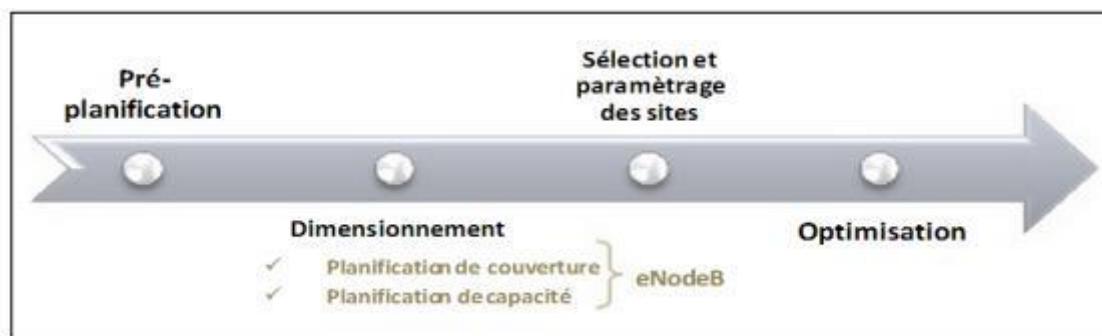 Pré-
planification
Sélection et
paramètrage
des sites
Dimensionnement
✓ Planification de couverture
✓ Planification de capacité
eNodeB
Optimisation